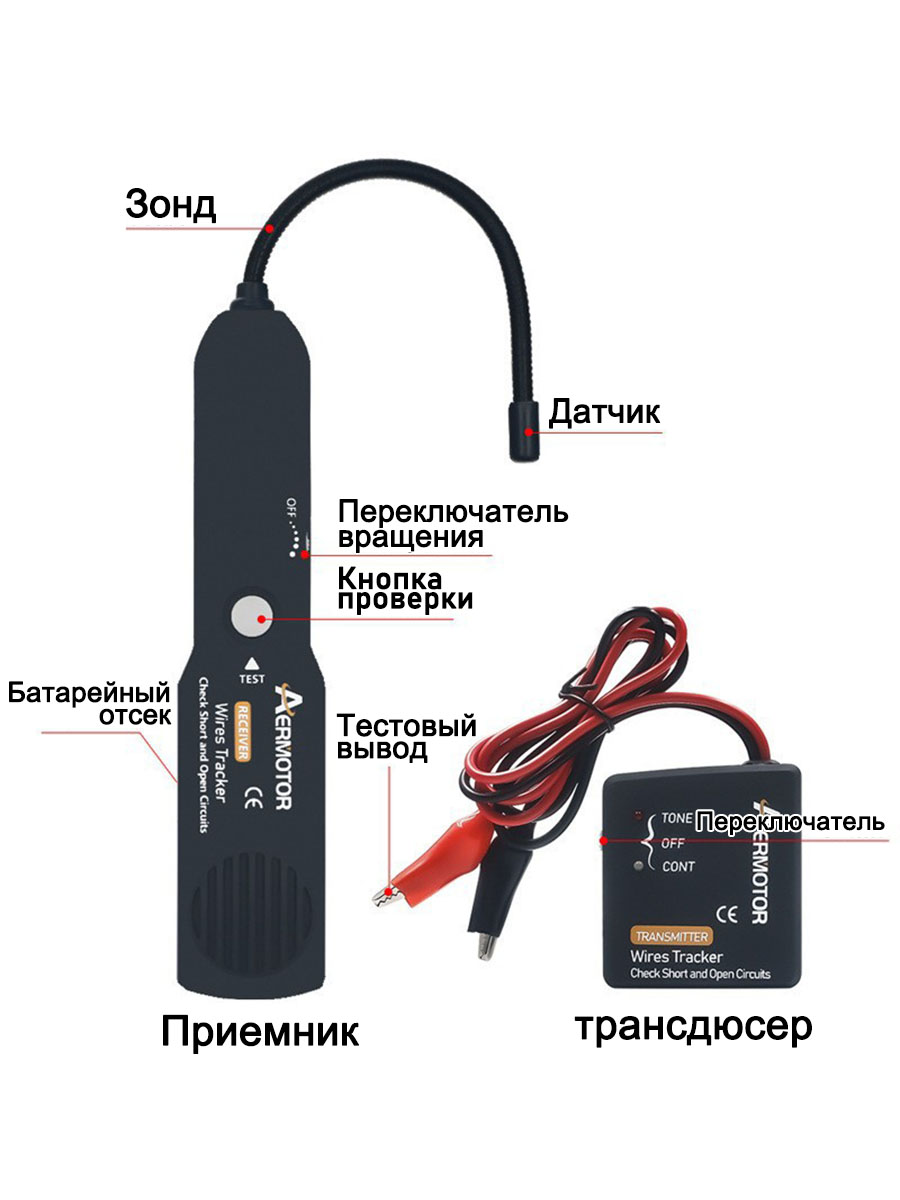 Зонд
Датчик
OFF
Переключатель
вращения
Кнопка
проверки
TEST
Батарейный
отсек
AERMOTOR
RECEIVER
Wires Tracker
Check Short and Open Circuits
CE
Тестовый
вывод
TONE
OFF
CONT
Переключатель
AERMOTOR
CE
TRANSMITTER
Wires Tracker
Check Short and Open Circuits
Приемник
трансдюсер